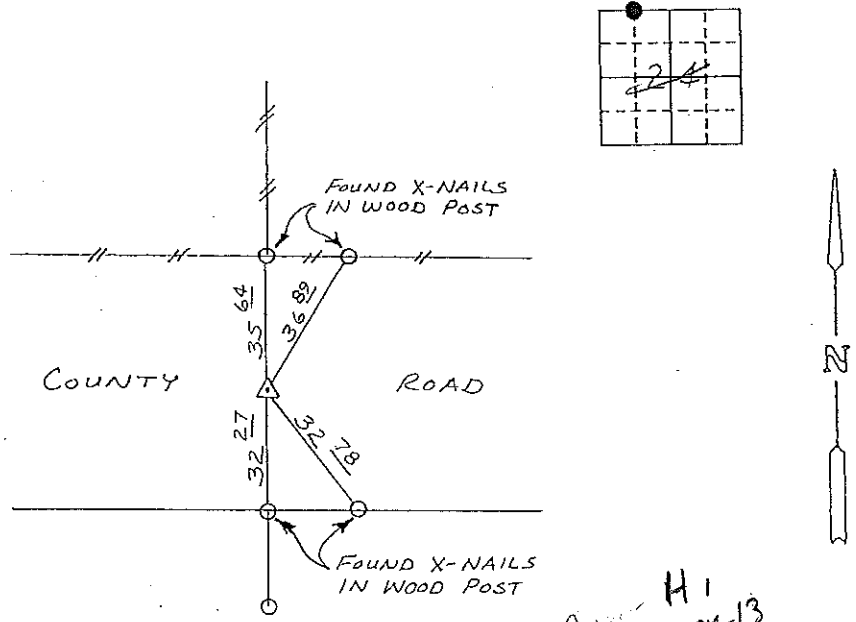 24
FOUND X-NAILS
IN WOOD POST
35 64
36 89
COUNTY ROAD
N
32 27
32 78
FOUND X-NAILS
IN WOOD POST
H1